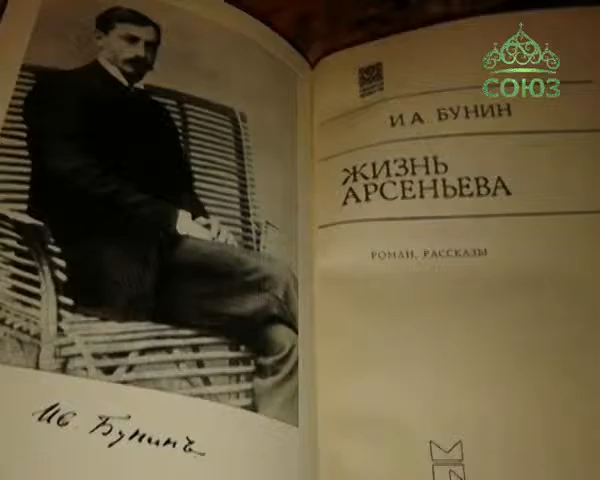 СОЮЗ
И.А. БУНИН
ЖИЗНЬ
АРСЕНЬЕВА
РОМАН, РАССКАЗЫ
Ив. Бунинъ